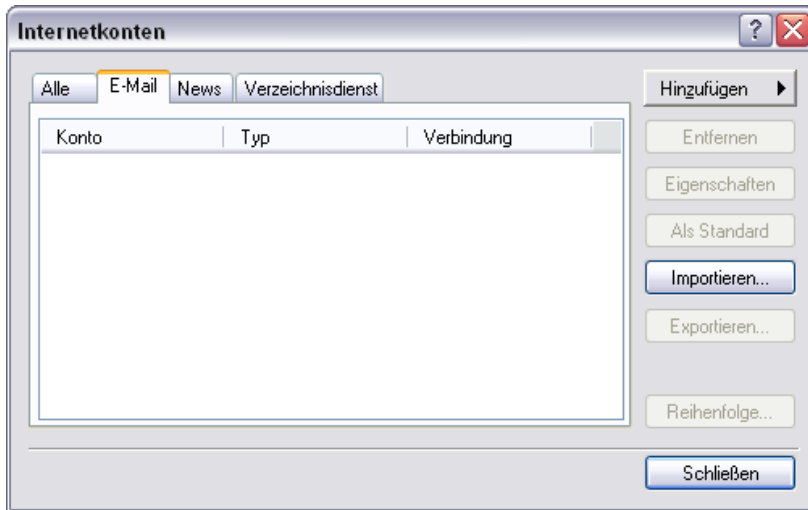 Internetkonten
Alle E-Mail News Verzeichnisdienst
Hinzufügen
Konto Typ Verbindung
Entfernen
Eigenschaften
Als Standard
Importieren...
Exportieren...
Reihenfolge...
Schließen